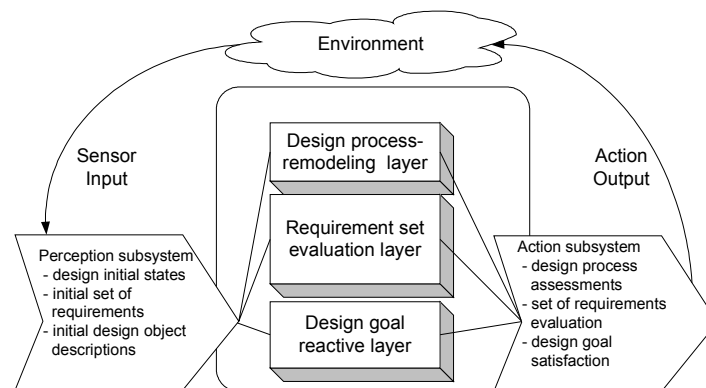 Environment
Sensor
Input
Design process-
remodeling layer
Action
Output
Requirement set
evaluation layer
Perception subsystem
- design initial states
- initial set of
requirements
- initial design object
descriptions
Design goal
reactive layer
Action subsystem
- design process
assessments
- set of requirements
evaluation
- design goal
satisfaction